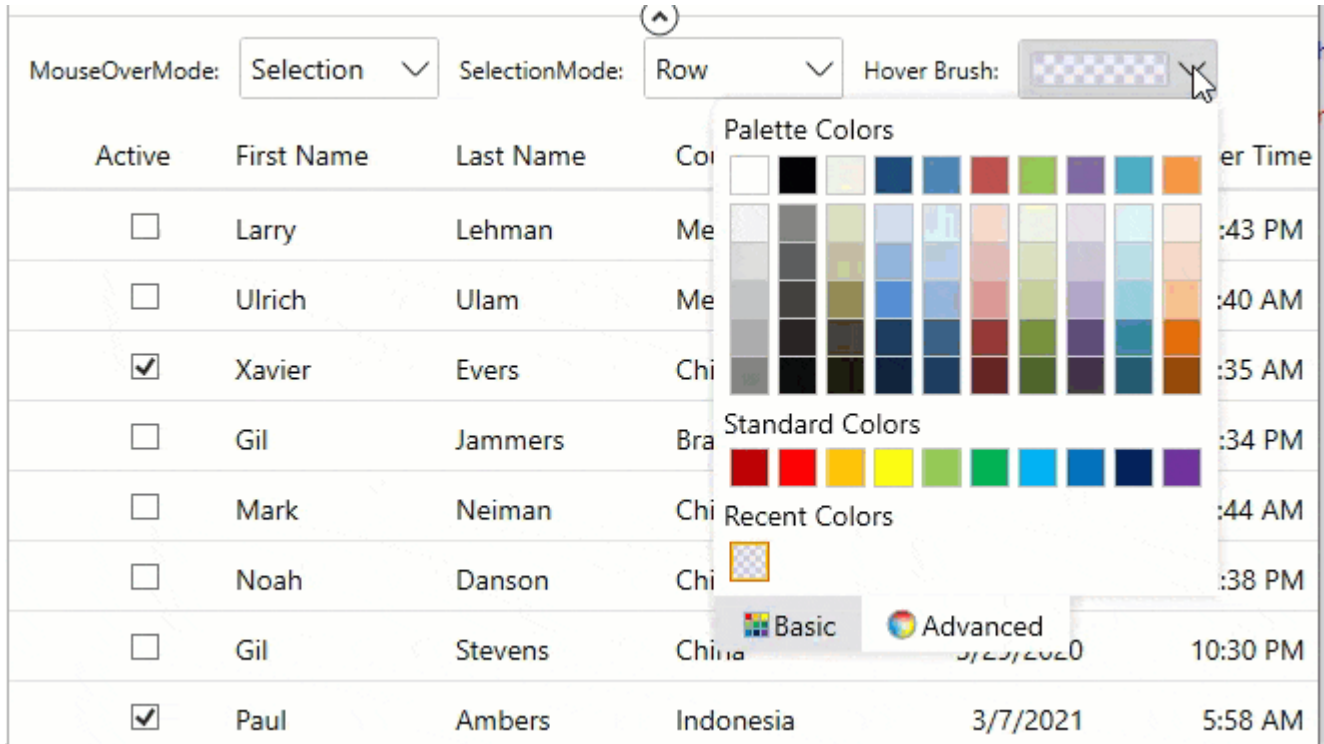 MouseOverMode: Selection SelectionMode: Row Hover Brush:
Palette Colors
Active First Name Last Name Cou er Time
Larry Lehman Me :43 PM
Ulrich Ulam Me :40 AM
Xavier Evers Chi :35 AM
Standard Colors
Gil Jammers Bra :34 PM
Mark Neiman Chi :44 AM
Recent Colors
Noah Danson Chi :38 PM
Basic Advanced
Gil Stevens China 10:30 PM
Paul Ambers Indonesia 3/7/2021 5:58 AM